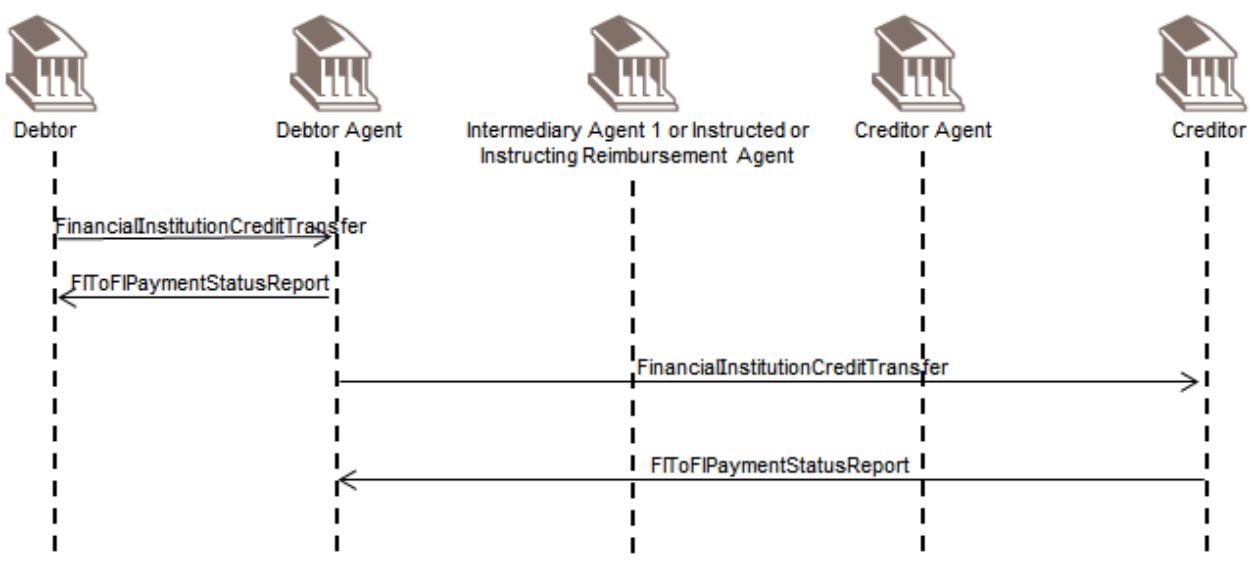 Debtor
Debtor Agent
Intermediary Agent 1 or Instructed or
Instructing Reimbursement Agent
Creditor Agent
Creditor
FinancialInstitutionCreditTransfer
FIToFIPaymentStatusReport
FinancialInstitutionCreditTransfer
FIToFIPaymentStatusReport